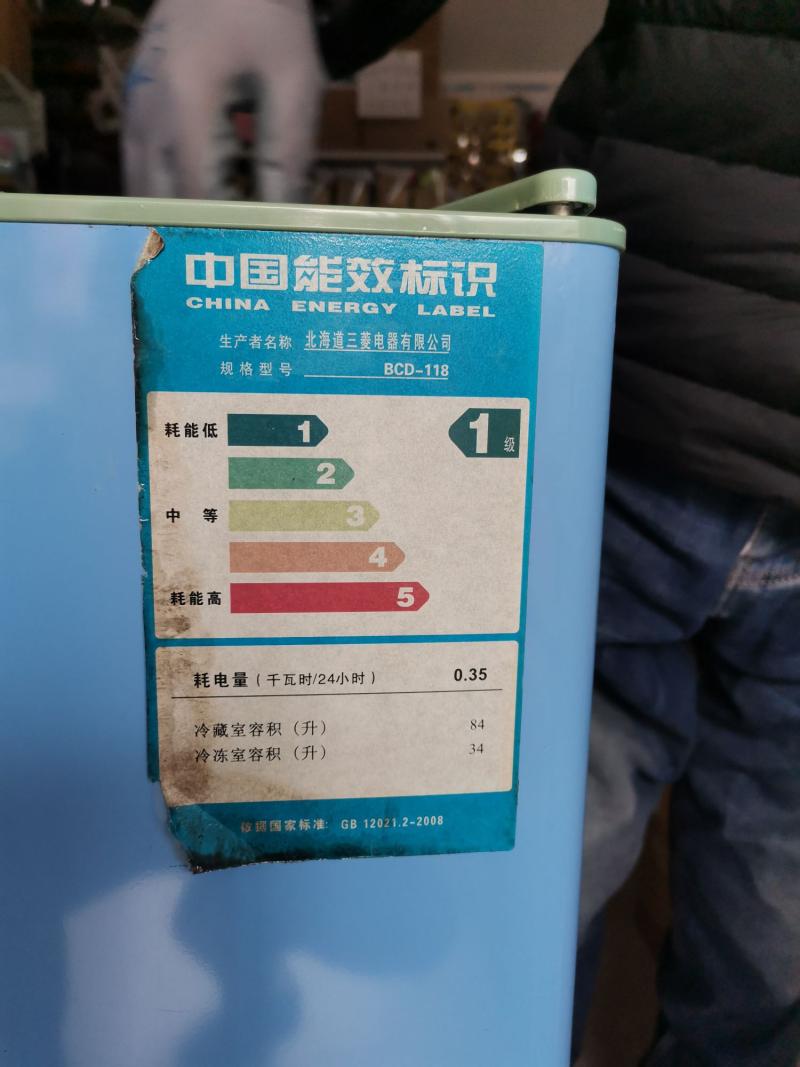 中国能效标识
CHINA ENERGY LABEL
生产者名称 北海道三菱电器有限公司
规格型号 BCD-118
耗能低 1 1级
2
中等 3
4
耗能高 5
耗电量(千瓦时/24小时) 0.35
冷藏室容积(升) 84
冷冻室容积(升) 34
依据国家标准: GB 12021.2-2008